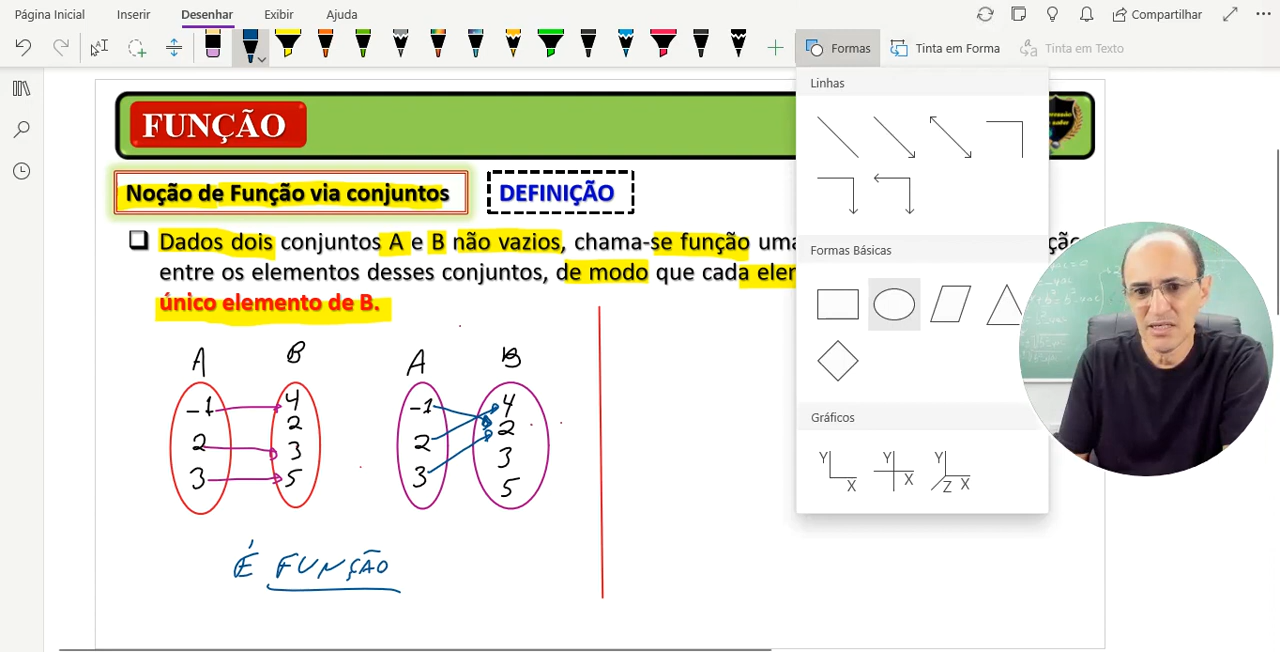 Página Inicial Inserir Desenhar Exibir Ajuda Compartilhar
Formas Tinta em Forma Tinta em Texto
Linhas
FUNÇÃO
Noção de Função via conjuntos DEFINIÇÃO
Formas Básicas
Dados dois conjuntos A e B não vazios, chama-se função uma
entre os elementos desses conjuntos, de modo que cada elem
único elemento de B.
A B A B
-1 4 -1 4
2 2 2 2
3 3 3 3
5 5
Gráficos
Y X Y X Y Z X
É FUNÇÃO